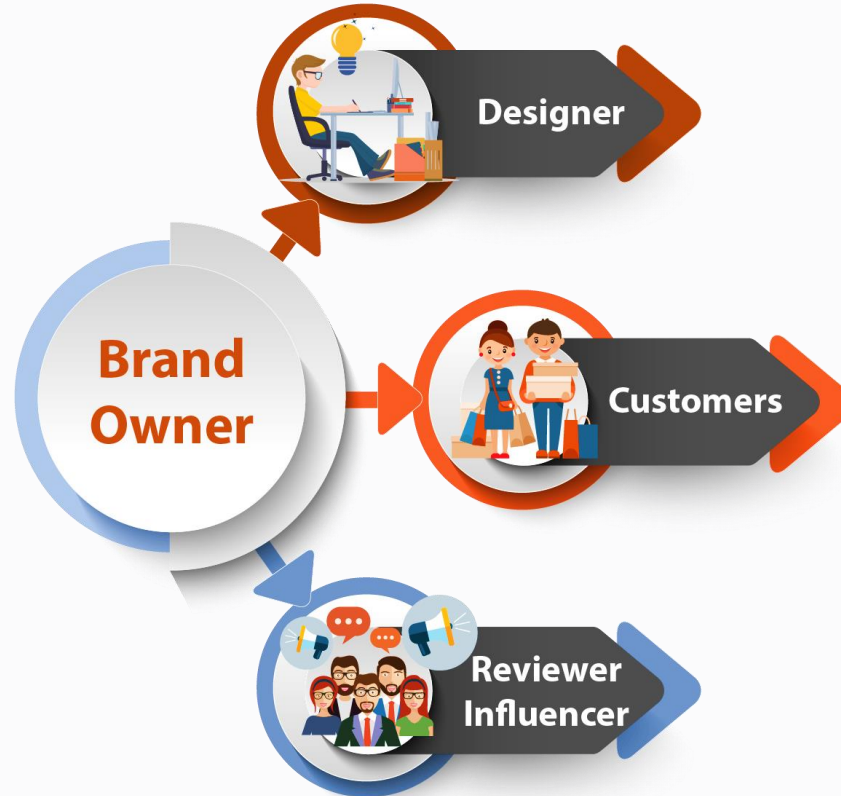 Designer
Brand
Owner
Customers
Reviewer
Influencer